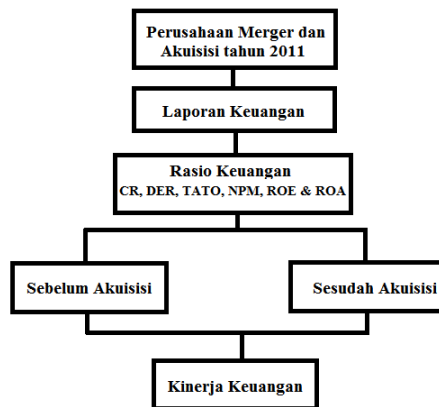 Perusahaan Merger dan
Akuisisi tahun 2011
Laporan Keuangan
Rasio Keuangan
CR, DER, TATO, NPM, ROE & ROA
Sebelum Akuisisi
Sesudah Akuisisi
Kinerja Keuangan